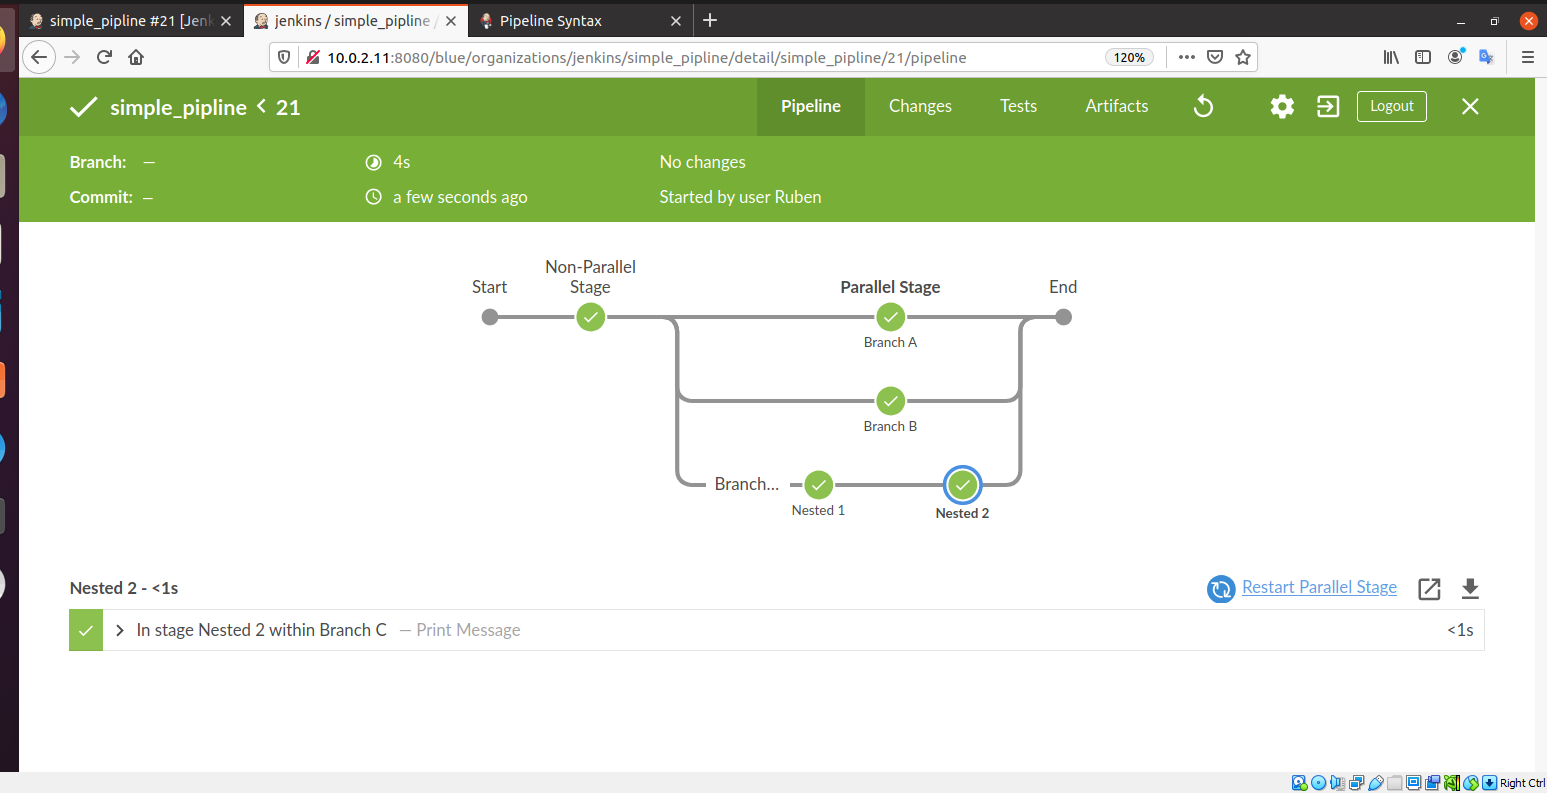 simple_pipline #21 [Jenk
jenkins / simple_pipline /
Pipeline Syntax
10.0.2.11:8080/blue/organizations/jenkins/simple_pipline/detail/simple_pipline/21/pipeline
120%
simple_pipline < 21
Pipeline
Changes
Tests
Artifacts
Logout
Branch: —
4s
No changes
Commit: —
a few seconds ago
Started by user Ruben
Start
Non-Parallel
Stage
Parallel Stage
End
Branch A
Branch B
Branch...
Nested 1
Nested 2
Nested 2 - <1s
Restart Parallel Stage
In stage Nested 2 within Branch C — Print Message
<1s
Right Ctrl